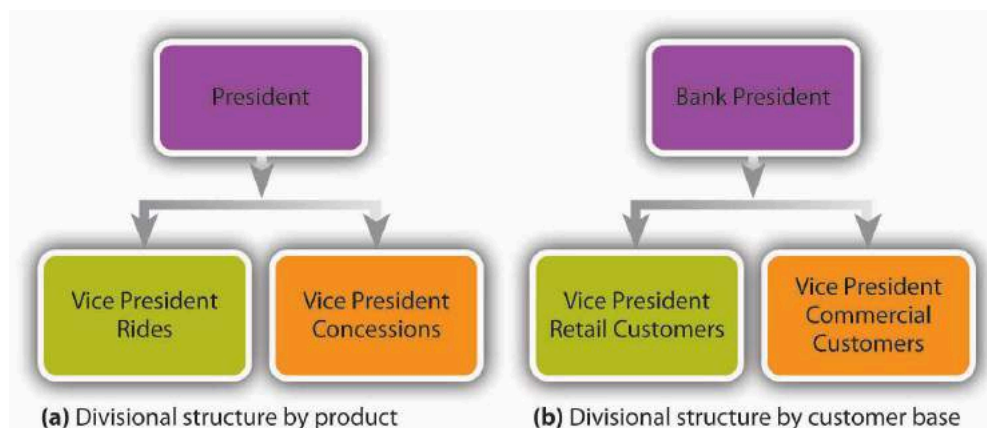 President
Bank President
Vice President
Rides
Vice President
Concessions
Vice President
Retail Customers
Vice President
Commercial
Customers
(a) Divisional structure by product
(b) Divisional structure by customer base